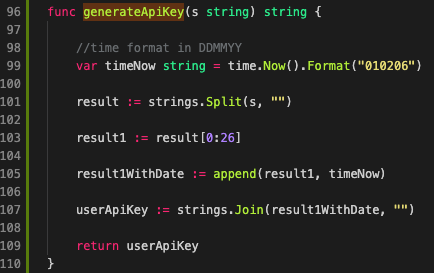 96 func generateApiKey(s string) string {
97
98 //time format in DDMMYY
99 var timeNow string = time.Now().Format("010206")
100
101 result := strings.Split(s, "")
102
103 result1 := result[0:26]
104
105 result1WithDate := append(result1, timeNow)
106
107 userApiKey := strings.Join(result1WithDate, "")
108
109 return userApiKey
110 }